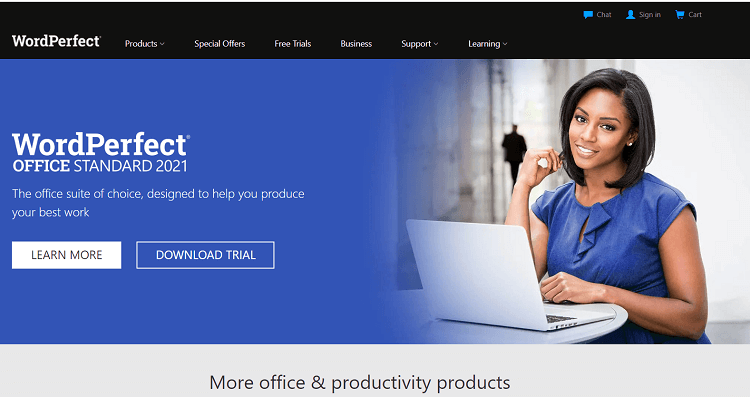 Chat Sign in Cart
WordPerfect® Products Special Offers Free Trials Business Support Learning
WordPerfect®
OFFICE STANDARD 2021
The office suite of choice, designed to help you produce
your best work
LEARN MORE DOWNLOAD TRIAL
More office & productivity products